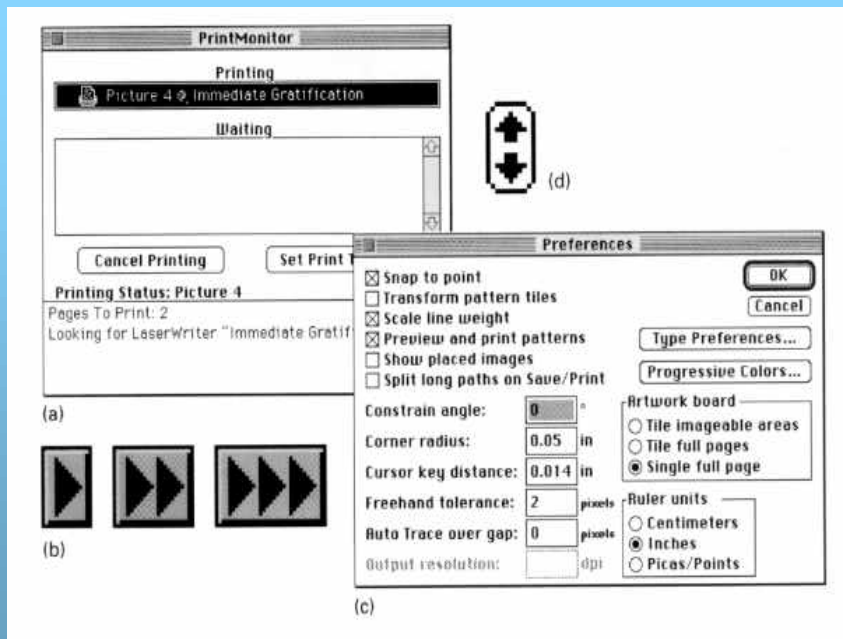 PrintMonitor
Printing
Picture 4 @ Immediate Gratification
Waiting
Cancel Printing
Set Print T
Printing Status: Picture 4
Pages To Print: 2
Looking for LaserWriter "Immediate Gratif
(a)
(b)
(d)
Preferences
Snap to point
Transform pattern tiles
Scale line weight
Preview and print patterns
Show placed images
Split long paths on Save/Print
OK
Cancel
Type Preferences...
Progressive Colors...
Constrain angle: 0 °
Corner radius: 0.05 in
Cursor key distance: 0.014 in
Freehand tolerance: 2 pixels
Auto Trace over gap: 0 pixels
Output resolution: dpi
Artwork board
Tile imageable areas
Tile full pages
Single full page
Ruler units
Centimeters
Inches
Picas/Points
(c)